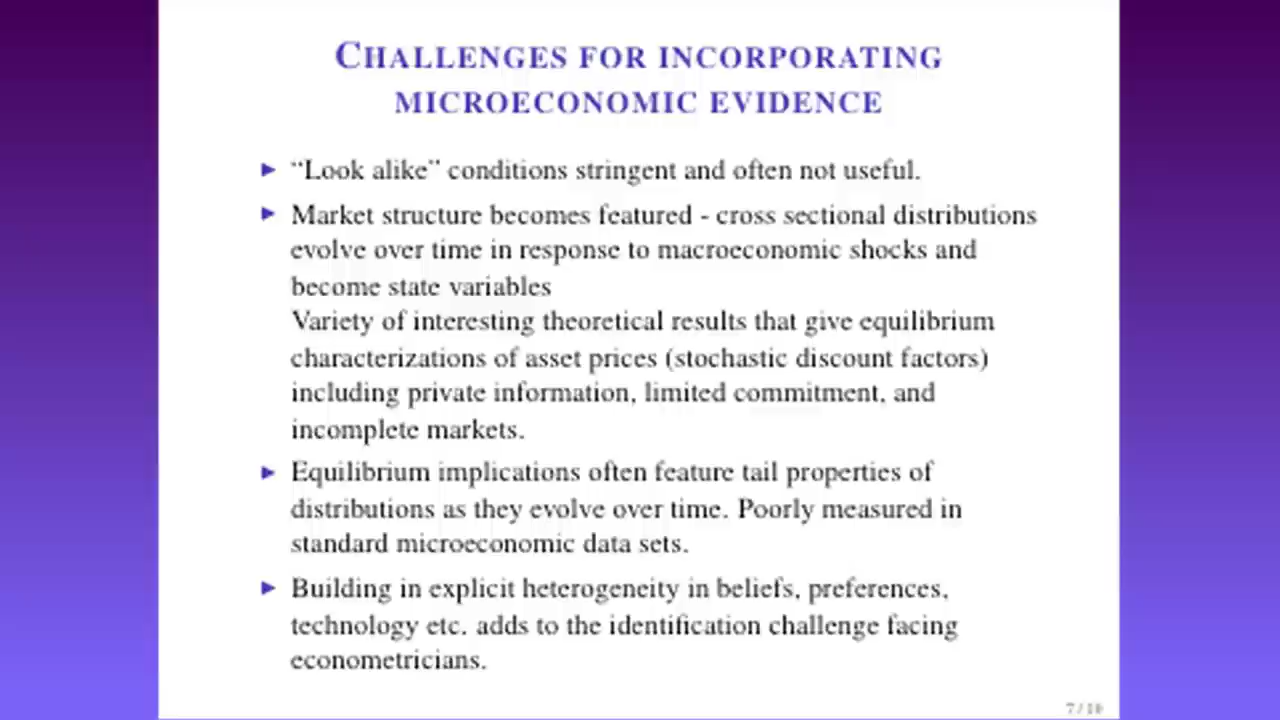 CHALLENGES FOR INCORPORATING
MICROECONOMIC EVIDENCE
► “Look alike” conditions stringent and often not useful.
► Market structure becomes featured - cross sectional distributions
evolve over time in response to macroeconomic shocks and
become state variables
Variety of interesting theoretical results that give equilibrium
characterizations of asset prices (stochastic discount factors)
including private information, limited commitment, and
incomplete markets.
► Equilibrium implications often feature tail properties of
distributions as they evolve over time. Poorly measured in
standard microeconomic data sets.
► Building in explicit heterogeneity in beliefs, preferences,
technology etc. adds to the identification challenge facing
econometricians.